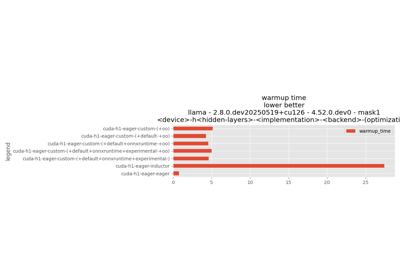 warmup time
lower better
llama - 2.8.0.dev20250519+cu126 - 4.52.0.dev0 - mask1
<device>-h<hidden-layers>-<implementation>-<backend>-(optimizati
warmup_time
legend
cuda-h1-eager-custom-(+oo)
cuda-h1-eager-custom-(+default-+oo)
cuda-h1-eager-custom-(+default+onnxruntime-+oo)
cuda-h1-eager-custom-(+default+onnxruntime+experimental-+oo)
cuda-h1-eager-custom-(+default+onnxruntime+experimental-)
cuda-h1-eager-inductor
cuda-h1-eager-eager
0 5 10 15 20 25